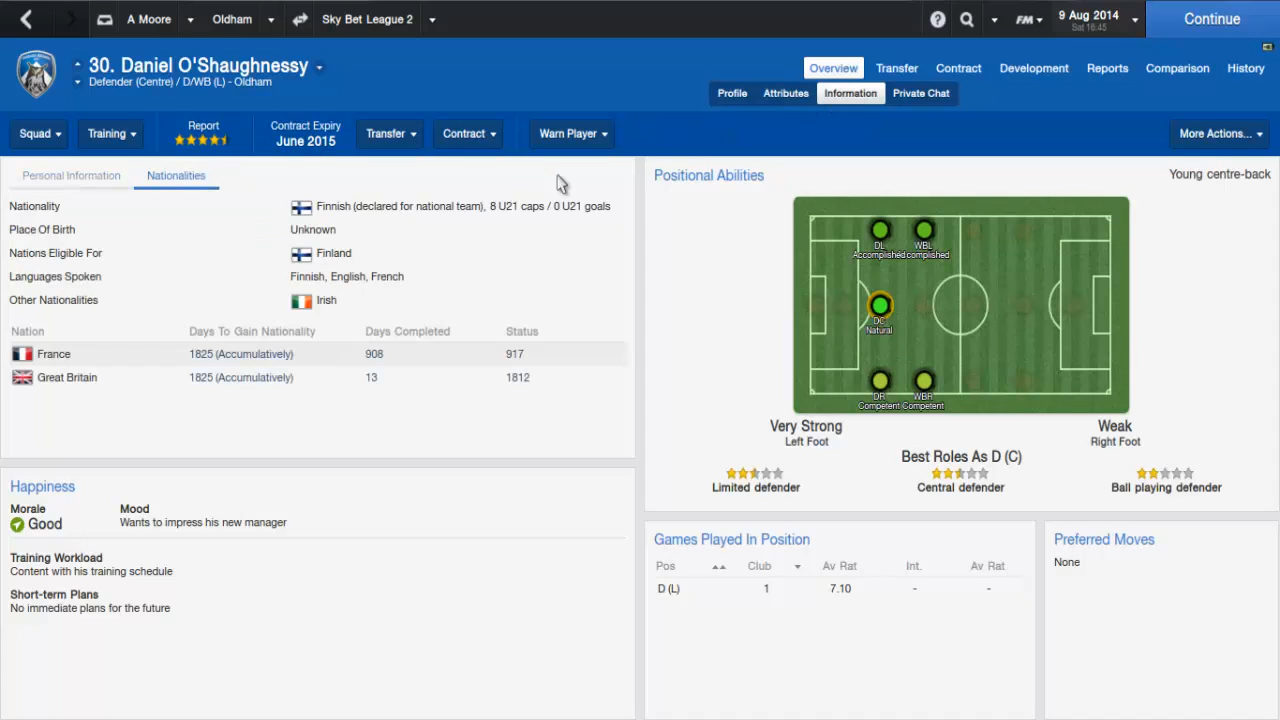 A Moore
Oldham
Sky Bet League 2
FM
9 Aug 2014
Sat 16:45
Continue
30. Daniel O'Shaughnessy
Defender (Centre) / D/WB (L) - Oldham
Overview
Transfer
Contract
Development
Reports
Comparison
History
Profile
Attributes
Information
Private Chat
Squad
Training
Report
Contract Expiry
June 2015
Transfer
Contract
Warn Player
More Actions...
Personal Information
Nationalities
Nationality
Finnish (declared for national team), 8 U21 caps / 0 U21 goals
Place Of Birth
Unknown
Nations Eligible For
Finland
Languages Spoken
Finnish, English, French
Other Nationalities
Irish
Nation Days To Gain Nationality Days Completed Status
France 1825 (Accumulatively) 908 917
Great Britain 1825 (Accumulatively) 13 1812
Happiness
Morale
Good
Mood
Wants to impress his new manager
Training Workload
Content with his training schedule
Short-term Plans
No immediate plans for the future
Positional Abilities
Young centre-back
DL
Accomplished
WBL
complished
DC
Natural
DR
Competent
WBR
Competent
Very Strong
Left Foot
Weak
Right Foot
Best Roles As D (C)
Limited defender
Central defender
Ball playing defender
Games Played In Position
Pos Club Av Rat Int. Av Rat
D (L) 1 7.10 - -
Preferred Moves
None